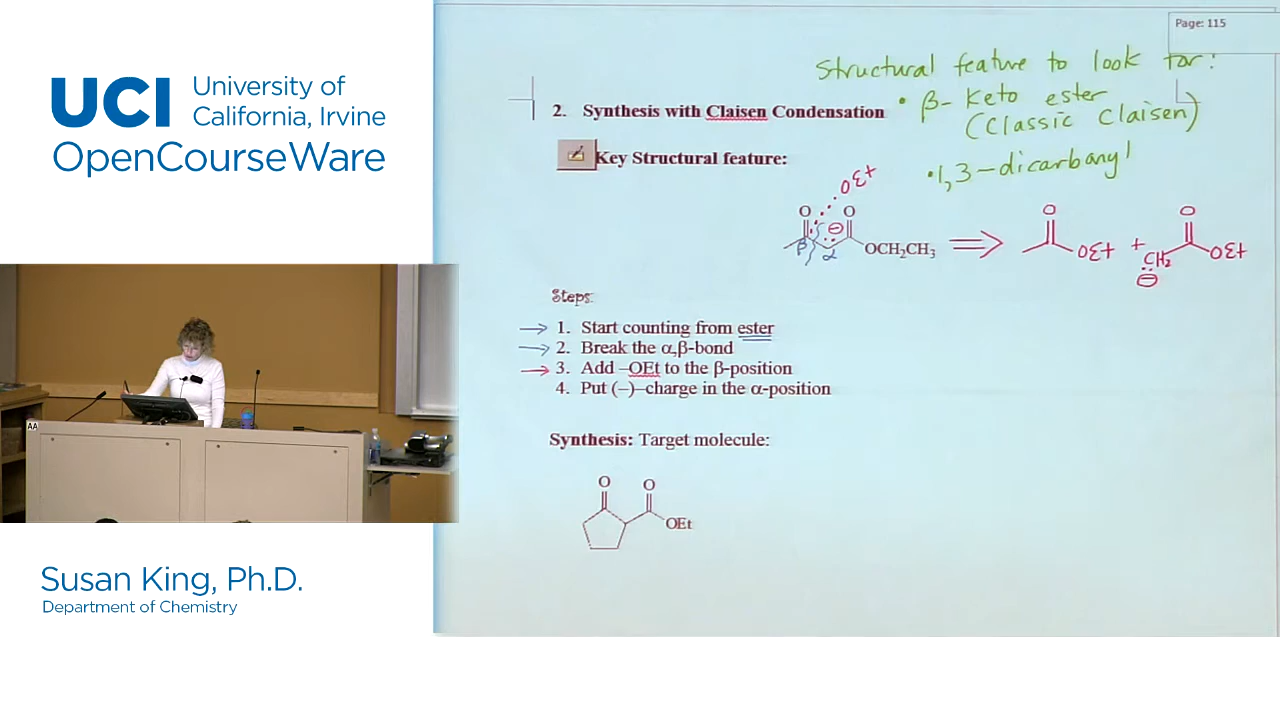 UCI University of
California, Irvine
OpenCourseWare
AA
Susan King, Ph.D.
Department of Chemistry
Page: 115
Structural feature to look for:
2. Synthesis with Claisen Condensation
• β- Keto ester
(Classic Claisen)
Key Structural feature:
• 1,3-dicarbonyl
OEt
O O
β α
⊖
OCH2CH3
O
OEt
+
CH2
⊖
O
OEt
Steps:
1. Start counting from ester
2. Break the α,β-bond
3. Add –OEt to the β-position
4. Put (–)–charge in the α-position
Synthesis: Target molecule:
O O
OEt